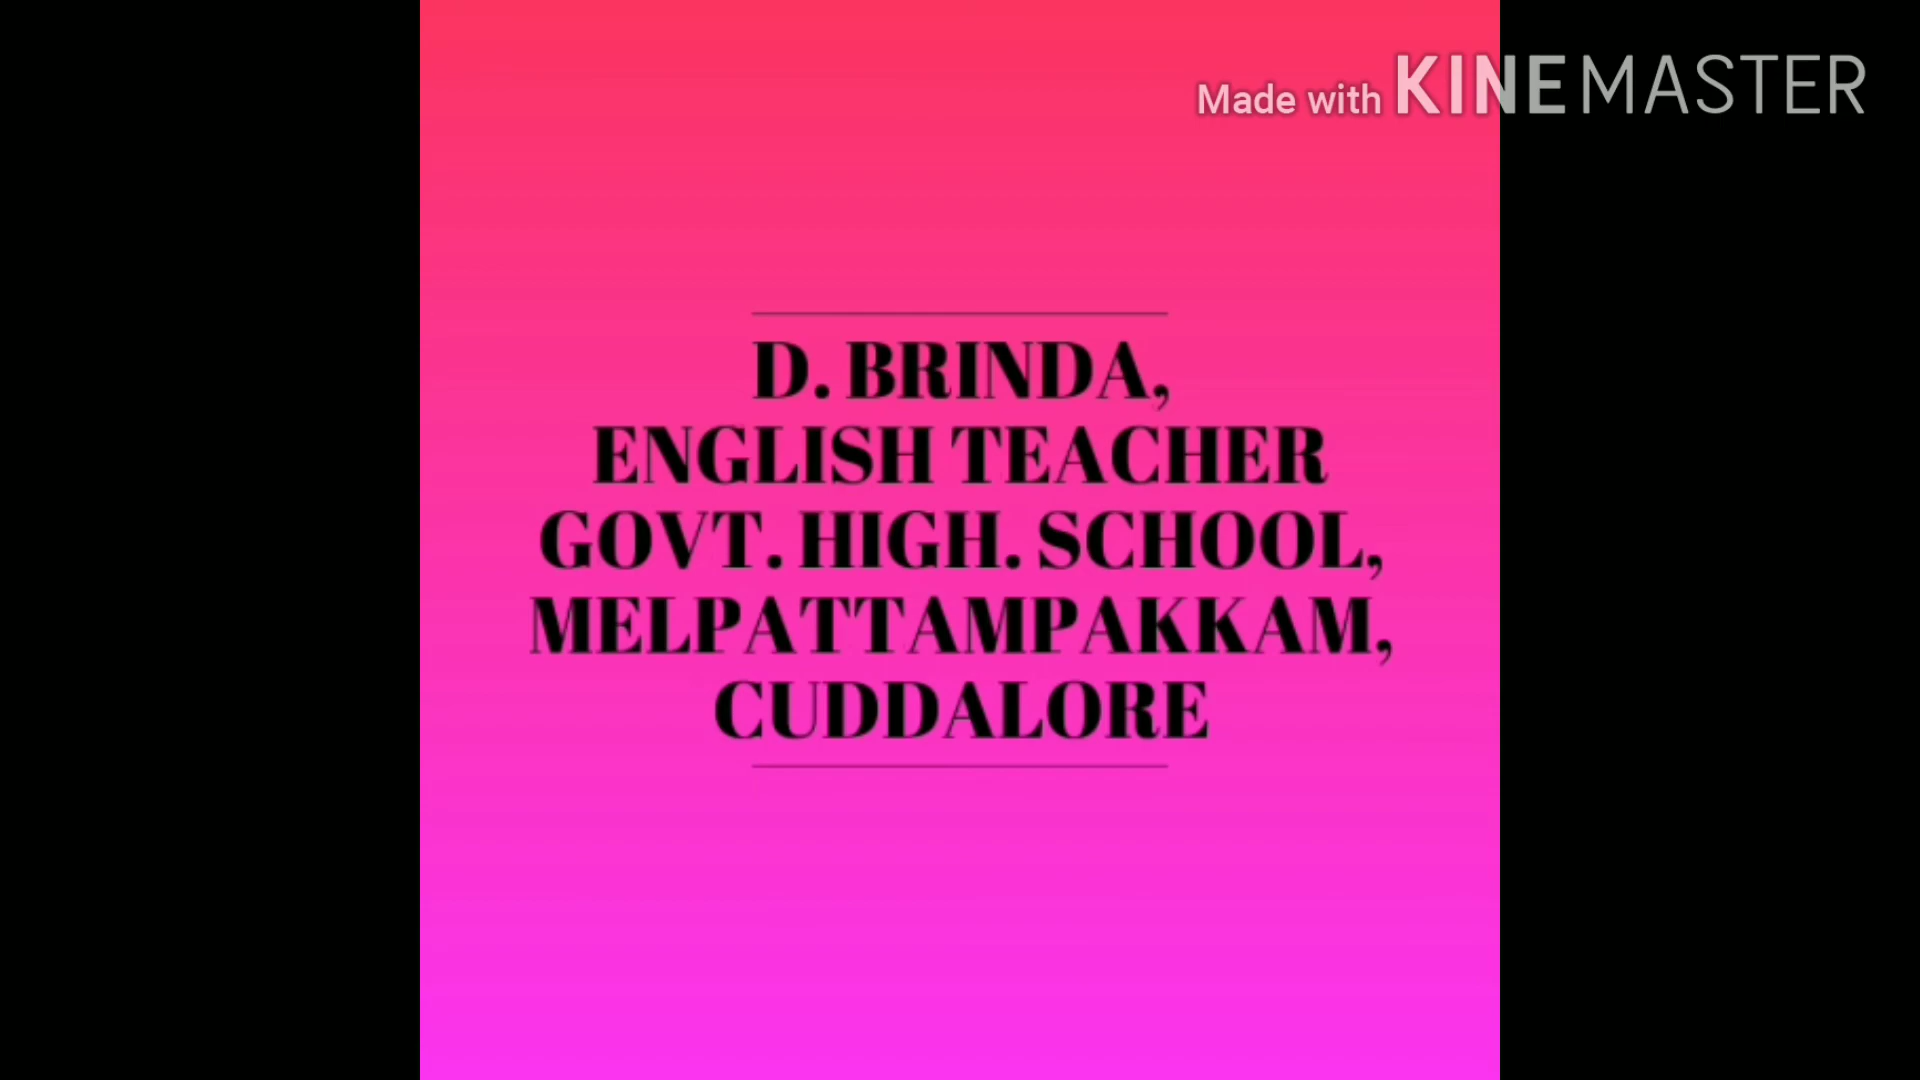 Made with KINEMASTER
D. BRINDA,
ENGLISH TEACHER
GOVT. HIGH. SCHOOL,
MELPATTAMPAKKAM,
CUDDALORE